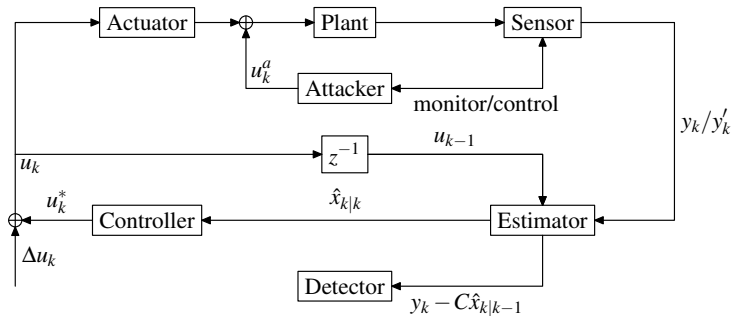 Actuator
Plant
Sensor
u_k^a
Attacker
monitor/control
y_k/y'_k
u_k
z^{-1}
u_{k-1}
u_k^*
Controller
\hat{x}_{k|k}
Estimator
Δu_k
Detector
y_k − C\hat{x}_{k|k-1}